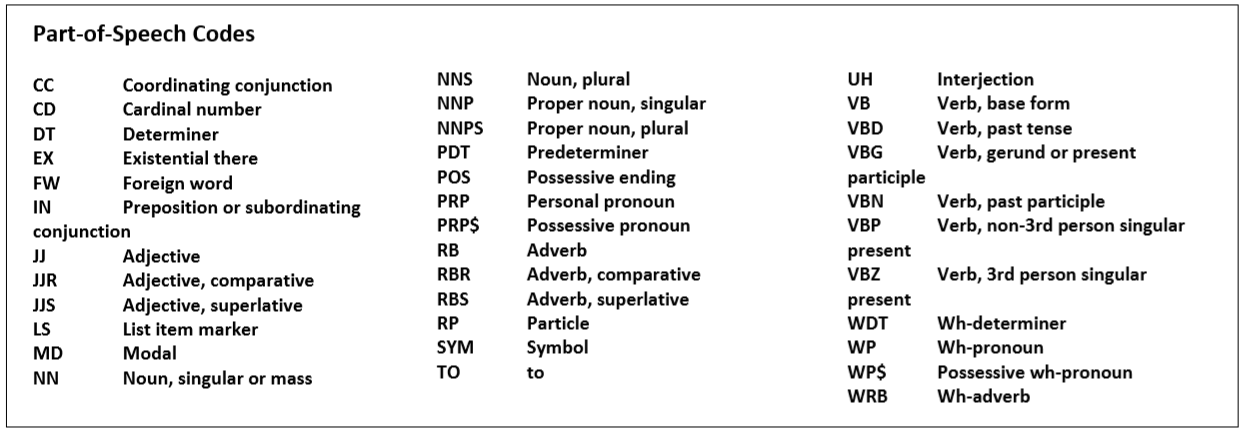 Part-of-Speech Codes
CC Coordinating conjunction
CD Cardinal number
DT Determiner
EX Existential there
FW Foreign word
IN Preposition or subordinating
conjunction
JJ Adjective
JJR Adjective, comparative
JJS Adjective, superlative
LS List item marker
MD Modal
NN Noun, singular or mass
NNS Noun, plural
NNP Proper noun, singular
NNPS Proper noun, plural
PDT Predeterminer
POS Possessive ending
PRP Personal pronoun
PRP$ Possessive pronoun
RB Adverb
RBR Adverb, comparative
RBS Adverb, superlative
RP Particle
SYM Symbol
TO to
UH Interjection
VB Verb, base form
VBD Verb, past tense
VBG Verb, gerund or present
participle
VBN Verb, past participle
VBP Verb, non-3rd person singular
present
VBZ Verb, 3rd person singular
present
WDT Wh-determiner
WP Wh-pronoun
WP$ Possessive wh-pronoun
WRB Wh-adverb